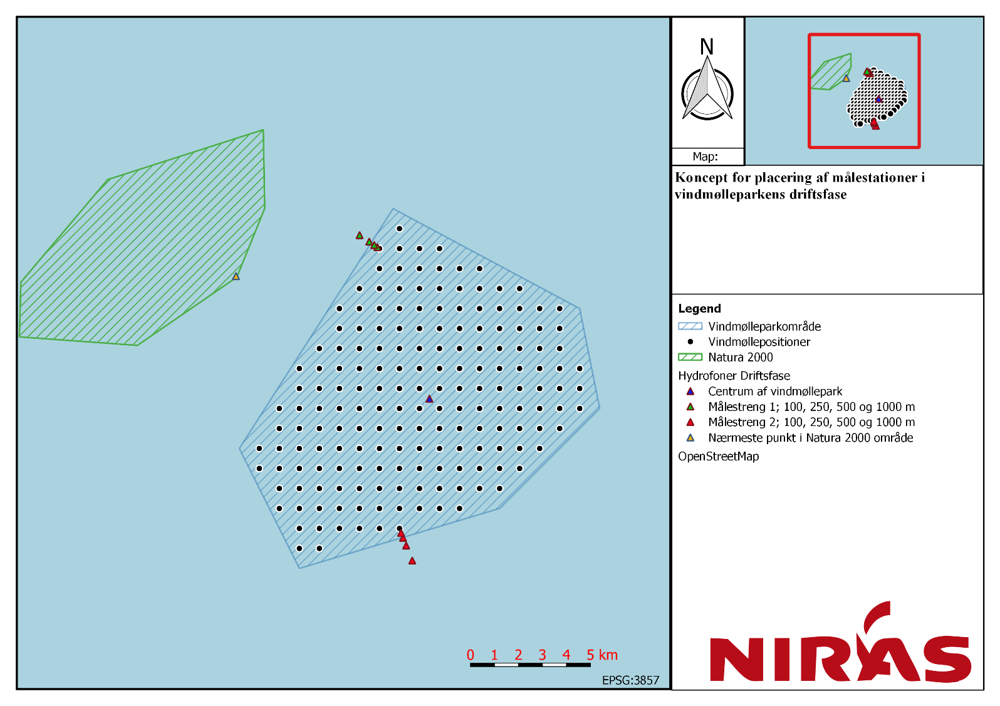 N
Map:
Koncept for placering af målestationer i
vindmølleparkens driftsfase
Legend
Vindmølleparkområde
Vindmøllepositioner
Natura 2000
Hydrofoner Driftsfase
Centrum af vindmøllepark
Målestreng 1; 100, 250, 500 og 1000 m
Målestreng 2; 100, 250, 500 og 1000 m
Nærmeste punkt i Natura 2000 område
OpenStreetMap
0 1 2 3 4 5 km
EPSG:3857
NIRAS